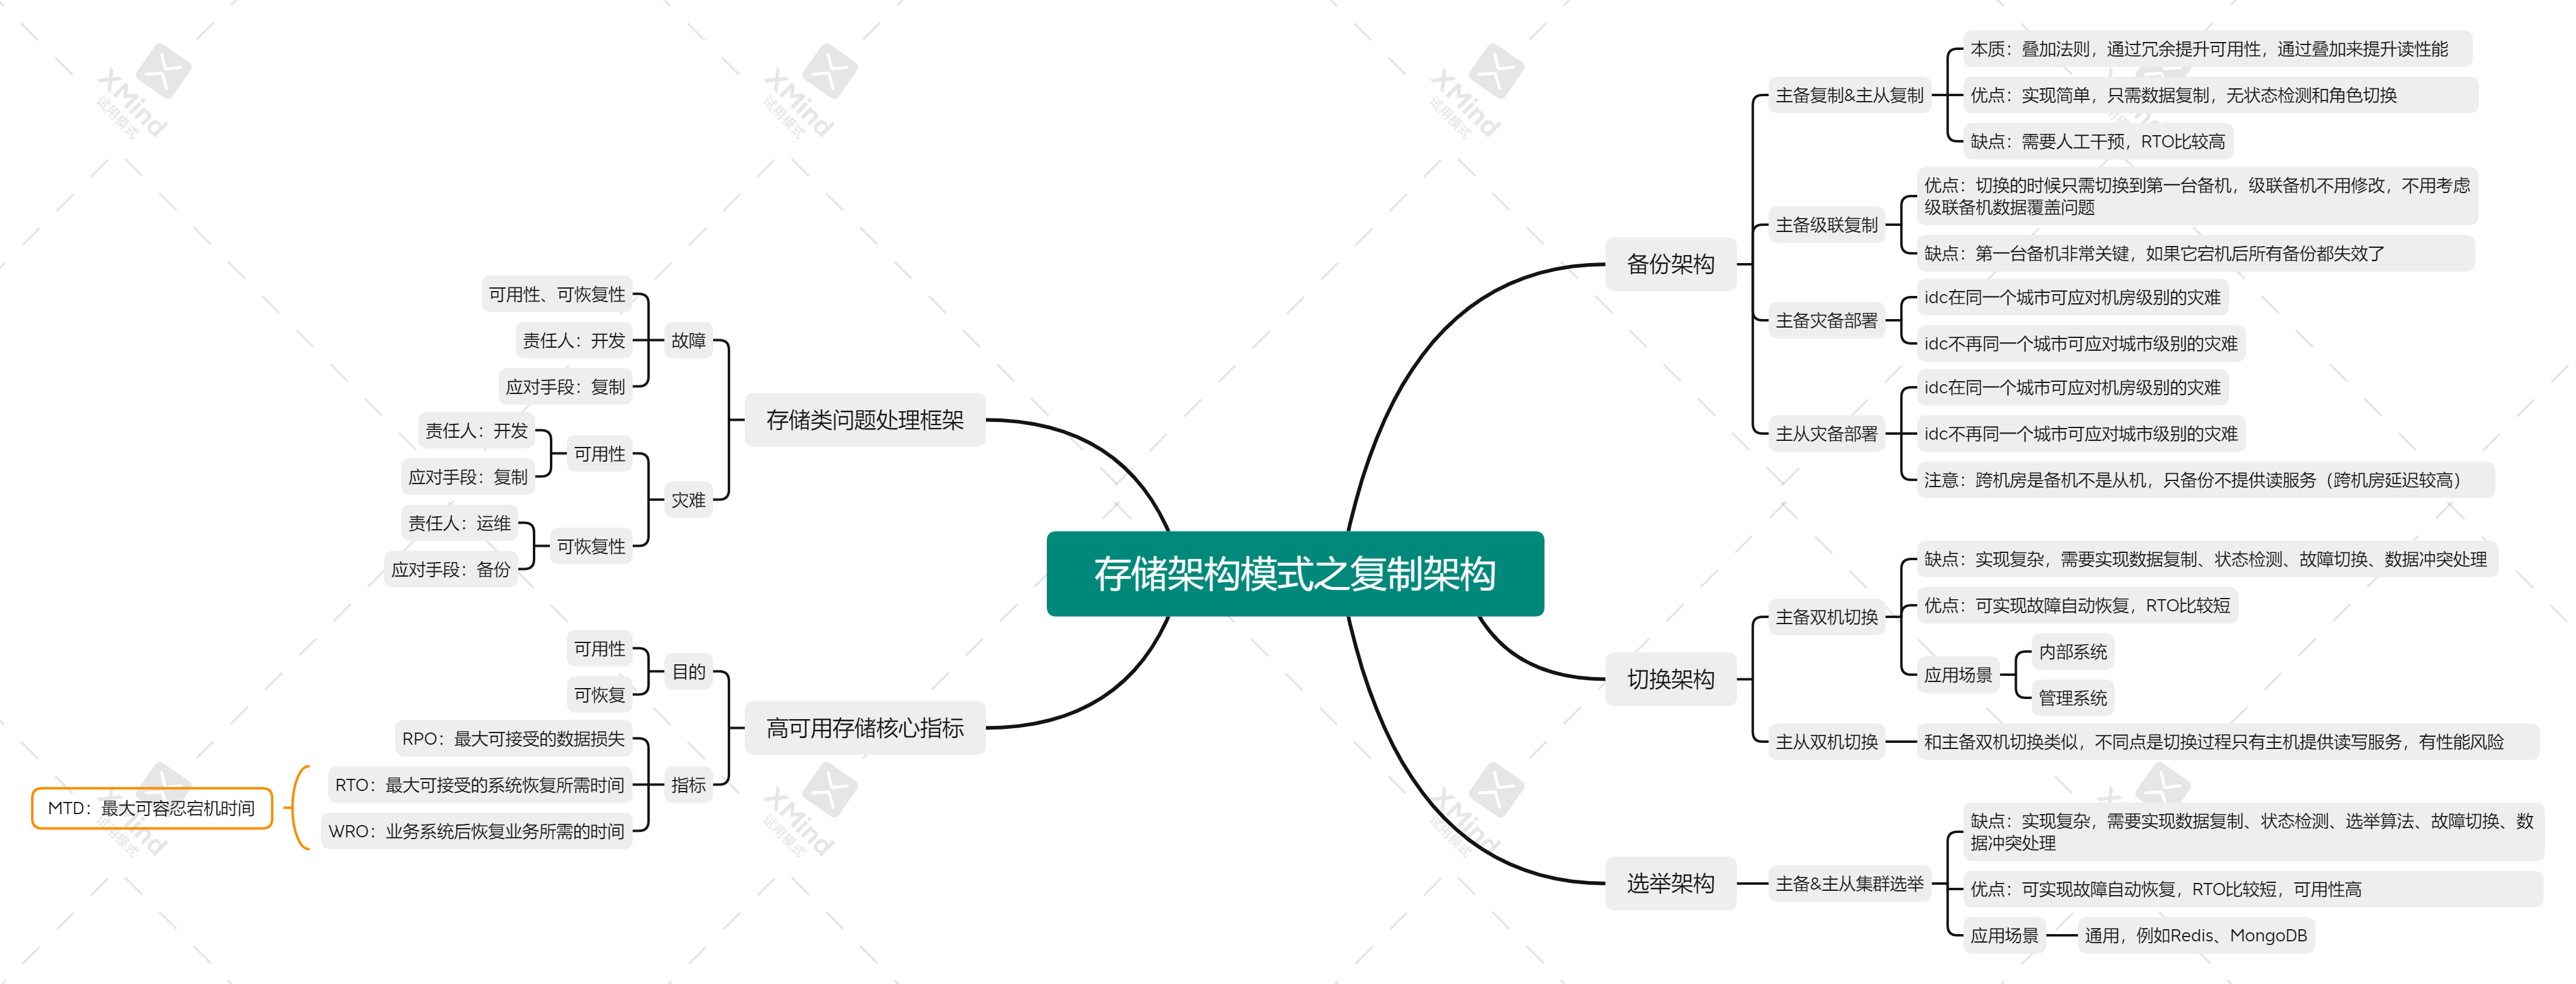 存储架构模式之复制架构
备份架构
主备复制&主从复制
本质：叠加法则，通过冗余提升可用性，通过叠加来提升读性能
优点：实现简单，只需数据复制，无状态检测和角色切换
缺点：需要人工干预，RTO比较高
主备级联复制
优点：切换的时候只需切换到第一台备机，级联备机不用修改，不用考虑
级联备机数据覆盖问题
缺点：第一台备机非常关键，如果它宕机后所有备份都失效了
主备灾备部署
idc在同一个城市可应对机房级别的灾难
idc不再同一个城市可应对城市级别的灾难
主从灾备部署
idc在同一个城市可应对机房级别的灾难
idc不再同一个城市可应对城市级别的灾难
注意：跨机房是备机不是从机，只备份不提供读服务（跨机房延迟较高）
切换架构
主备双机切换
缺点：实现复杂，需要实现数据复制、状态检测、故障切换、数据冲突处理
优点：可实现故障自动恢复，RTO比较短
应用场景
内部系统
管理系统
主从双机切换
和主备双机切换类似，不同点是切换过程只有主机提供读写服务，有性能风险
选举架构
主备&主从集群选举
缺点：实现复杂，需要实现数据复制、状态检测、选举算法、故障切换、数
据冲突处理
优点：可实现故障自动恢复，RTO比较短，可用性高
应用场景
通用，例如Redis、MongoDB
存储类问题处理框架
故障
可用性、可恢复性
责任人：开发
应对手段：复制
灾难
可用性
责任人：开发
应对手段：复制
可恢复性
责任人：运维
应对手段：备份
高可用存储核心指标
目的
可用性
可恢复
指标
RPO：最大可接受的数据损失
RTO：最大可接受的系统恢复所需时间
WRO：业务系统后恢复业务所需的时间
MTD：最大可容忍宕机时间
XMind
试用模式
XMind
试用模式
XMind
试用模式
XMind
试用模式
XMind
试用模式
XMind
试用模式